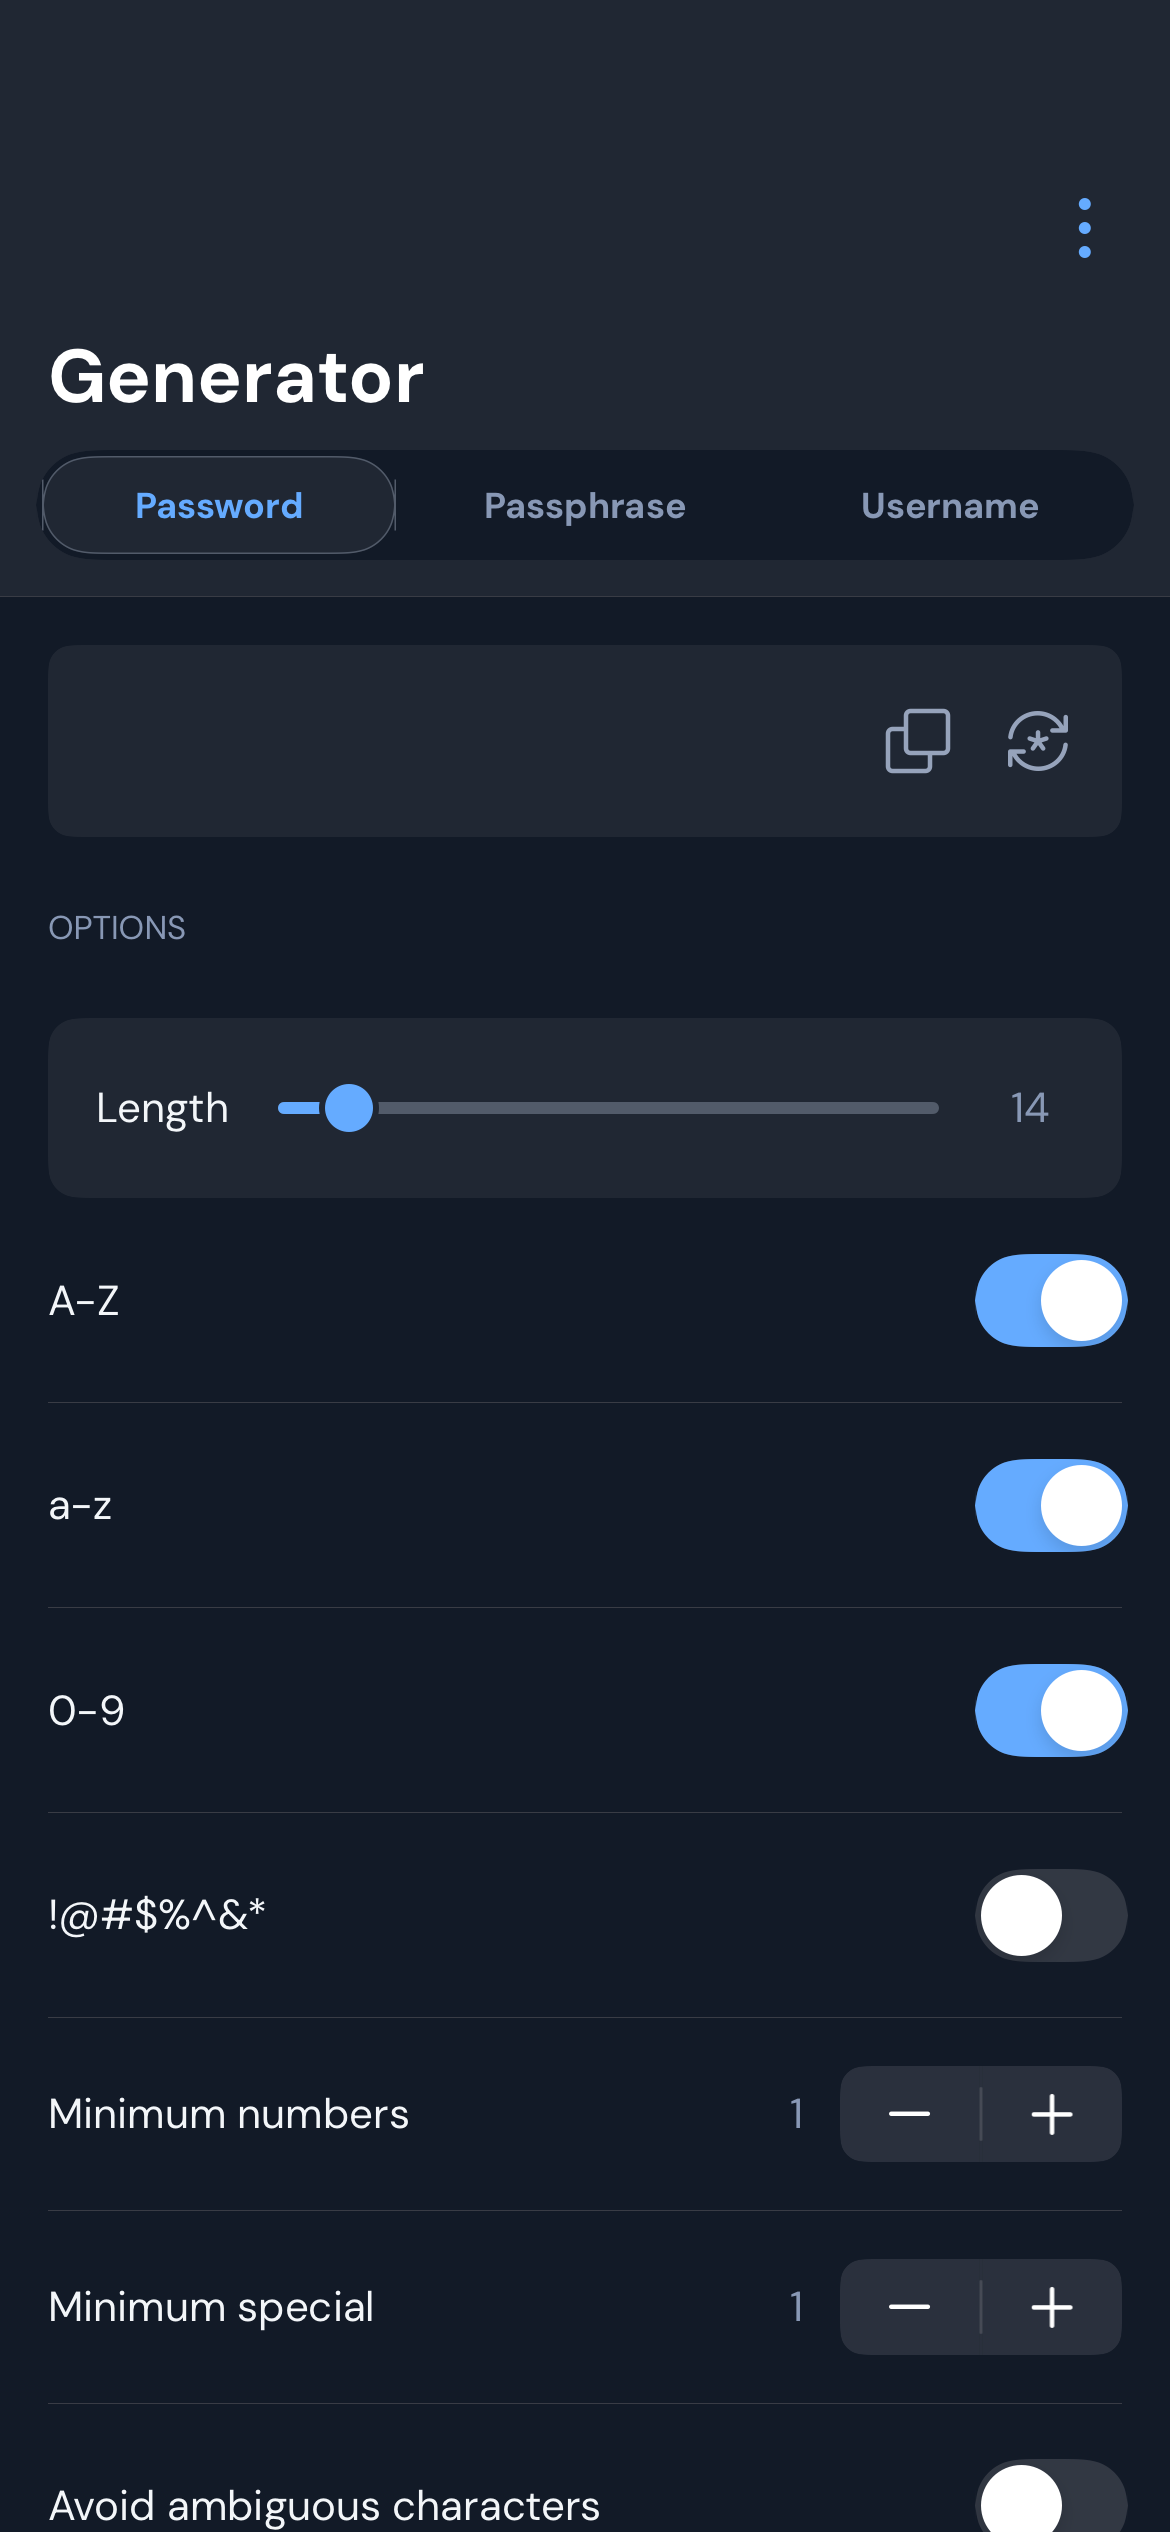 Generator
Password Passphrase Username
OPTIONS
Length 14
A-Z
a-z
0-9
!@#$%^&*
Minimum numbers 1
Minimum special 1
Avoid ambiguous characters